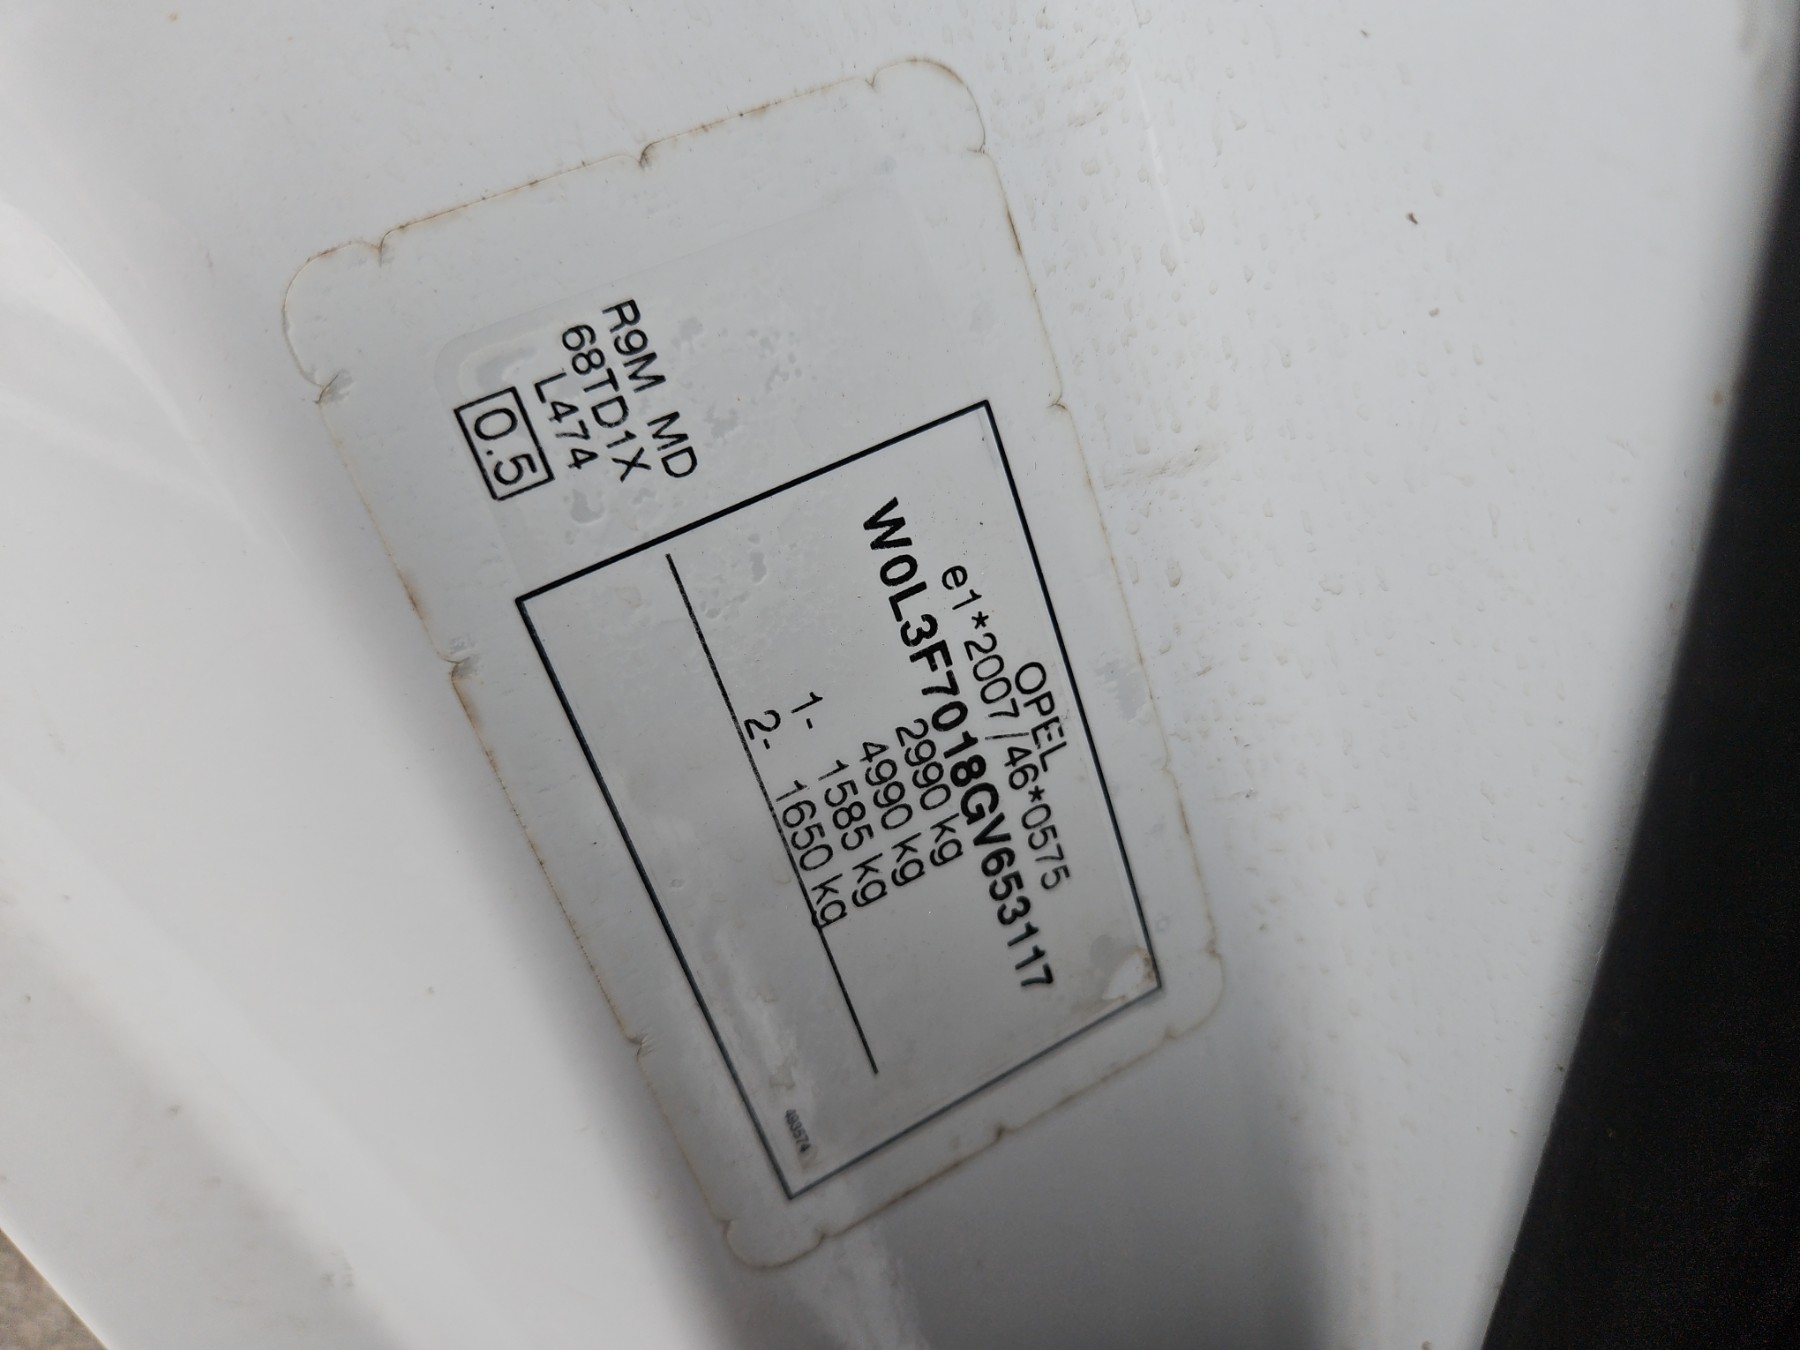 OPEL
e1*2007/46*0575
W0L3F7018GV653117
2990 kg
4990 kg
1- 1585 kg
2- 1650 kg
R9M MD
68TD1X
L474
0.5
493574